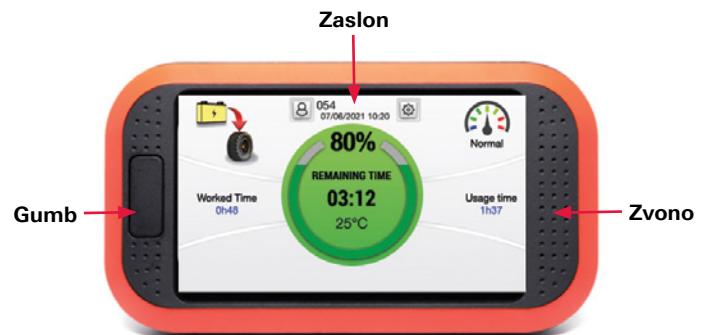 Zaslon
054
07/06/2021 10:20
80%
Normal
REMAINING TIME
Worked Time
03:12
Usage time
0h48
1h37
25°C
Gumb
Zvono